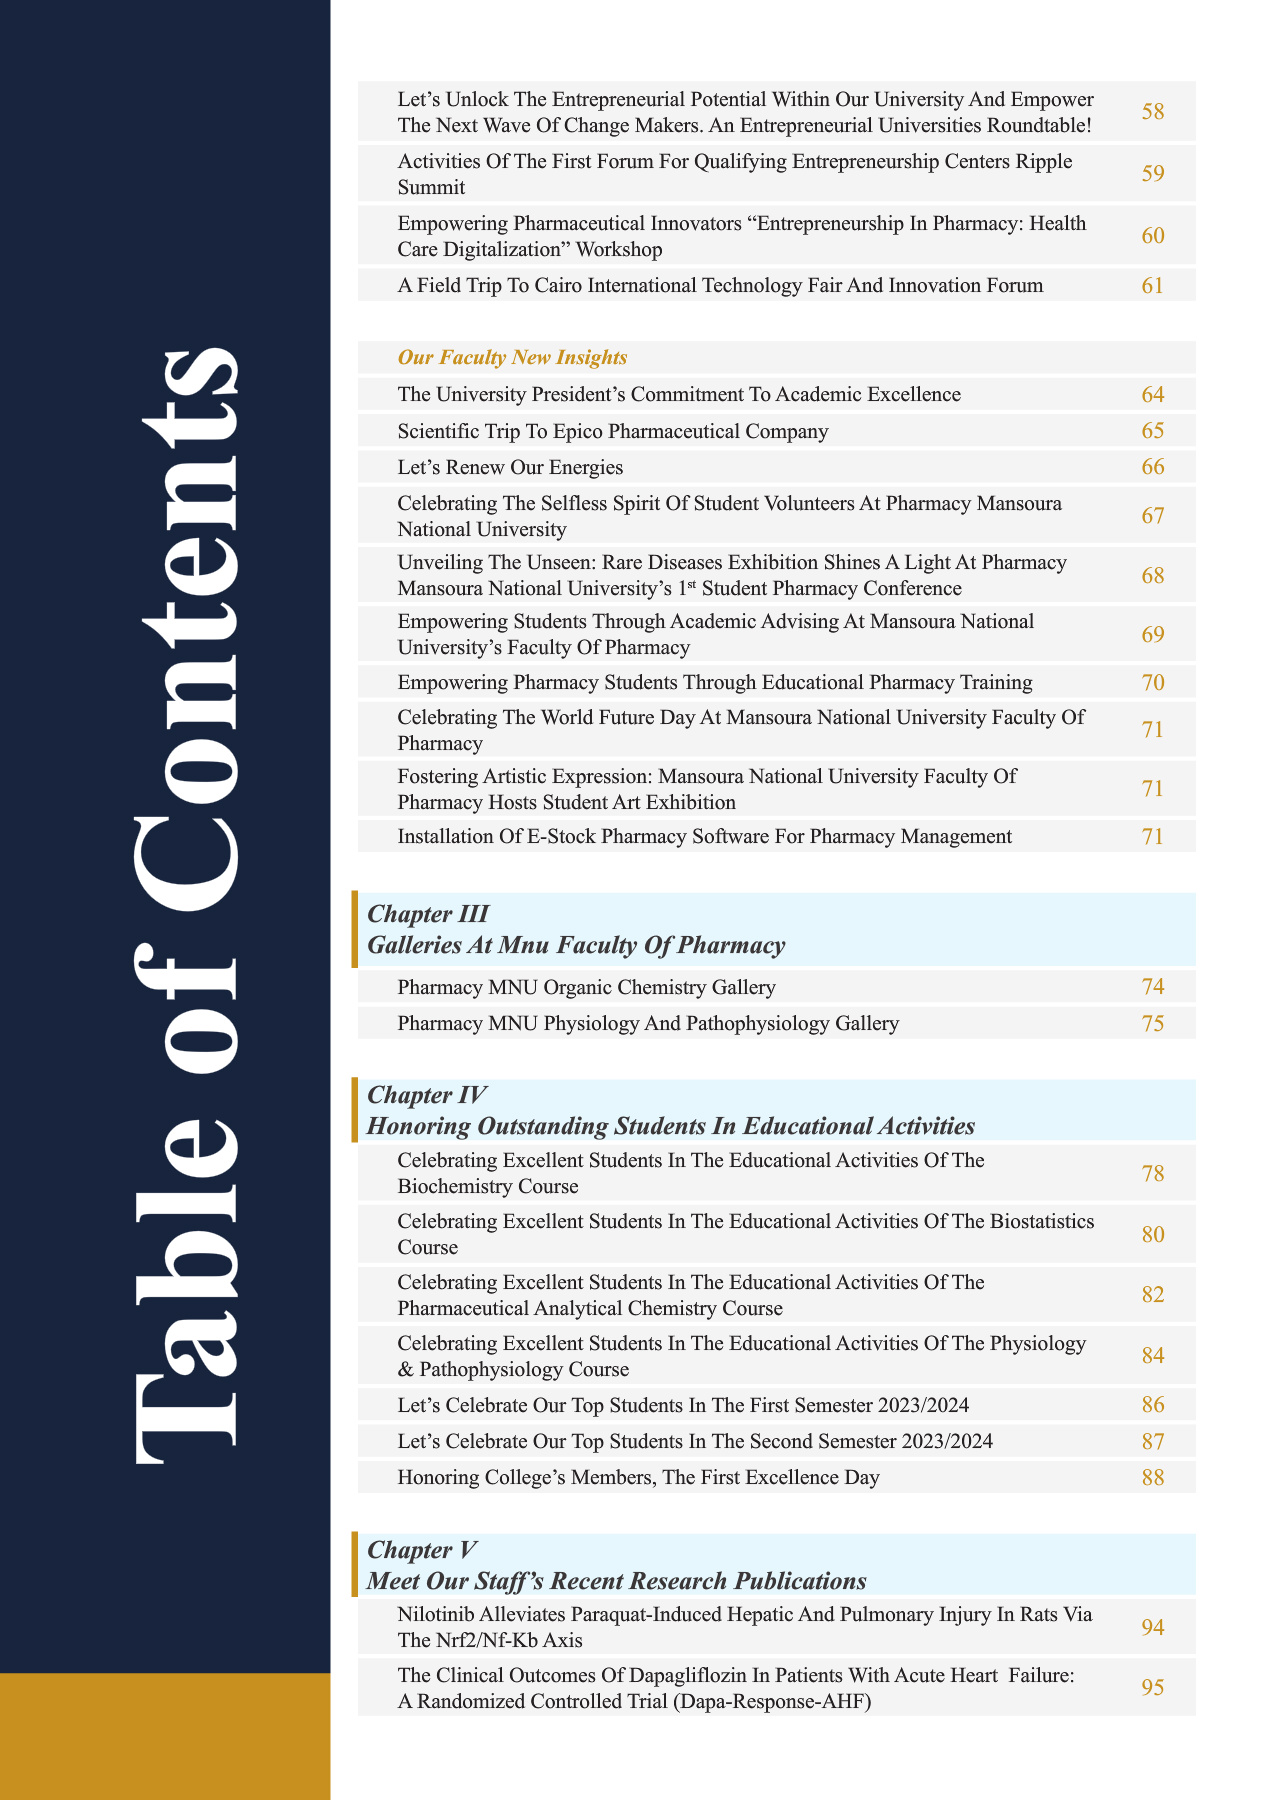 Table of Contents
Let’s Unlock The Entrepreneurial Potential Within Our University And Empower
The Next Wave Of Change Makers. An Entrepreneurial Universities Roundtable!
58
Activities Of The First Forum For Qualifying Entrepreneurship Centers Ripple
Summit
59
Empowering Pharmaceutical Innovators “Entrepreneurship In Pharmacy: Health
Care Digitalization” Workshop
60
A Field Trip To Cairo International Technology Fair And Innovation Forum 61
Our Faculty New Insights
The University President’s Commitment To Academic Excellence 64
Scientific Trip To Epico Pharmaceutical Company 65
Let’s Renew Our Energies 66
Celebrating The Selfless Spirit Of Student Volunteers At Pharmacy Mansoura
National University
67
Unveiling The Unseen: Rare Diseases Exhibition Shines A Light At Pharmacy
Mansoura National University’s 1st Student Pharmacy Conference
68
Empowering Students Through Academic Advising At Mansoura National
University’s Faculty Of Pharmacy
69
Empowering Pharmacy Students Through Educational Pharmacy Training 70
Celebrating The World Future Day At Mansoura National University Faculty Of
Pharmacy
71
Fostering Artistic Expression: Mansoura National University Faculty Of
Pharmacy Hosts Student Art Exhibition
71
Installation Of E-Stock Pharmacy Software For Pharmacy Management 71
Chapter III
Galleries At Mnu Faculty Of Pharmacy
Pharmacy MNU Organic Chemistry Gallery 74
Pharmacy MNU Physiology And Pathophysiology Gallery 75
Chapter IV
Honoring Outstanding Students In Educational Activities
Celebrating Excellent Students In The Educational Activities Of The
Biochemistry Course
78
Celebrating Excellent Students In The Educational Activities Of The Biostatistics
Course
80
Celebrating Excellent Students In The Educational Activities Of The
Pharmaceutical Analytical Chemistry Course
82
Celebrating Excellent Students In The Educational Activities Of The Physiology
& Pathophysiology Course
84
Let’s Celebrate Our Top Students In The First Semester 2023/2024 86
Let’s Celebrate Our Top Students In The Second Semester 2023/2024 87
Honoring College’s Members, The First Excellence Day 88
Chapter V
Meet Our Staff’s Recent Research Publications
Nilotinib Alleviates Paraquat-Induced Hepatic And Pulmonary Injury In Rats Via
The Nrf2/Nf-Kb Axis
94
The Clinical Outcomes Of Dapagliflozin In Patients With Acute Heart Failure:
A Randomized Controlled Trial (Dapa-Response-AHF)
95